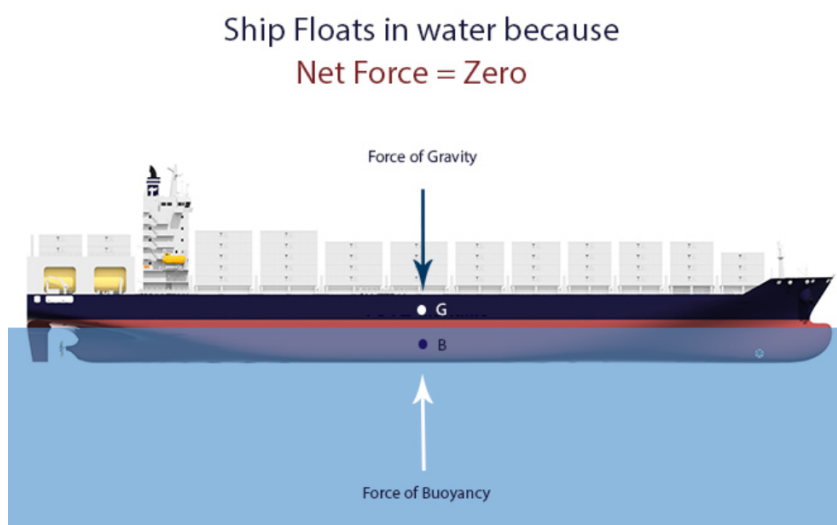 Ship Floats in water because
Net Force = Zero
Force of Gravity
G
B
Force of Buoyancy